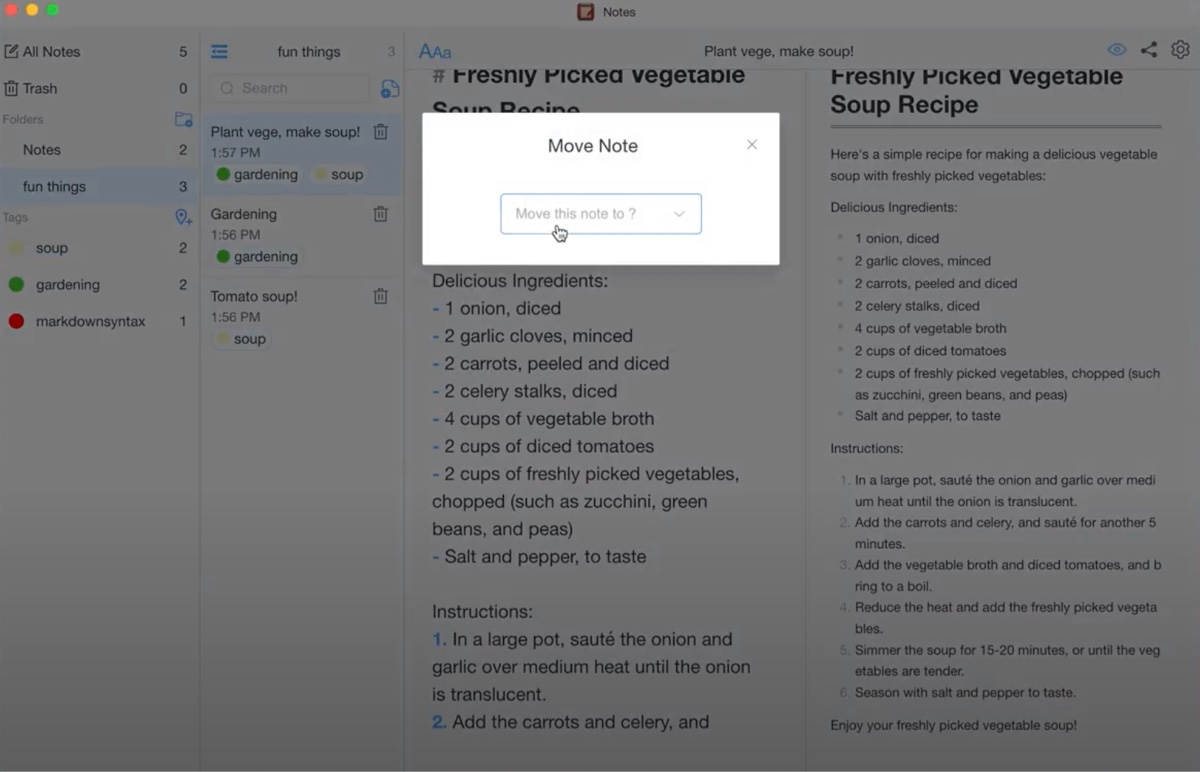 Notes
All Notes 5
Trash 0
Folders
Notes 2
fun things 3
Tags
soup 2
gardening 2
markdownsyntax 1
fun things 3
Search
Plant vege, make soup!
1:57 PM
gardening soup
Gardening
1:56 PM
gardening
Tomato soup!
1:56 PM
soup
AAa
Plant vege, make soup!
# Freshly Picked Vegetable
Soup Recipe
Move Note
Move this note to ?
Delicious Ingredients:
- 1 onion, diced
- 2 garlic cloves, minced
- 2 carrots, peeled and diced
- 2 celery stalks, diced
- 4 cups of vegetable broth
- 2 cups of diced tomatoes
- 2 cups of freshly picked vegetables,
chopped (such as zucchini, green
beans, and peas)
- Salt and pepper, to taste
Instructions:
1. In a large pot, sauté the onion and
garlic over medium heat until the onion
is translucent.
2. Add the carrots and celery, and
Freshly Picked Vegetable
Soup Recipe
Here's a simple recipe for making a delicious vegetable
soup with freshly picked vegetables:
Delicious Ingredients:
1 onion, diced
2 garlic cloves, minced
2 carrots, peeled and diced
2 celery stalks, diced
4 cups of vegetable broth
2 cups of diced tomatoes
2 cups of freshly picked vegetables, chopped (such
as zucchini, green beans, and peas)
Salt and pepper, to taste
Instructions:
1. In a large pot, sauté the onion and garlic over medi
um heat until the onion is translucent.
2. Add the carrots and celery, and sauté for another 5
minutes.
3. Add the vegetable broth and diced tomatoes, and b
ring to a boil.
4. Reduce the heat and add the freshly picked vegeta
bles.
5. Simmer the soup for 15-20 minutes, or until the veg
etables are tender.
6. Season with salt and pepper to taste.
Enjoy your freshly picked vegetable soup!